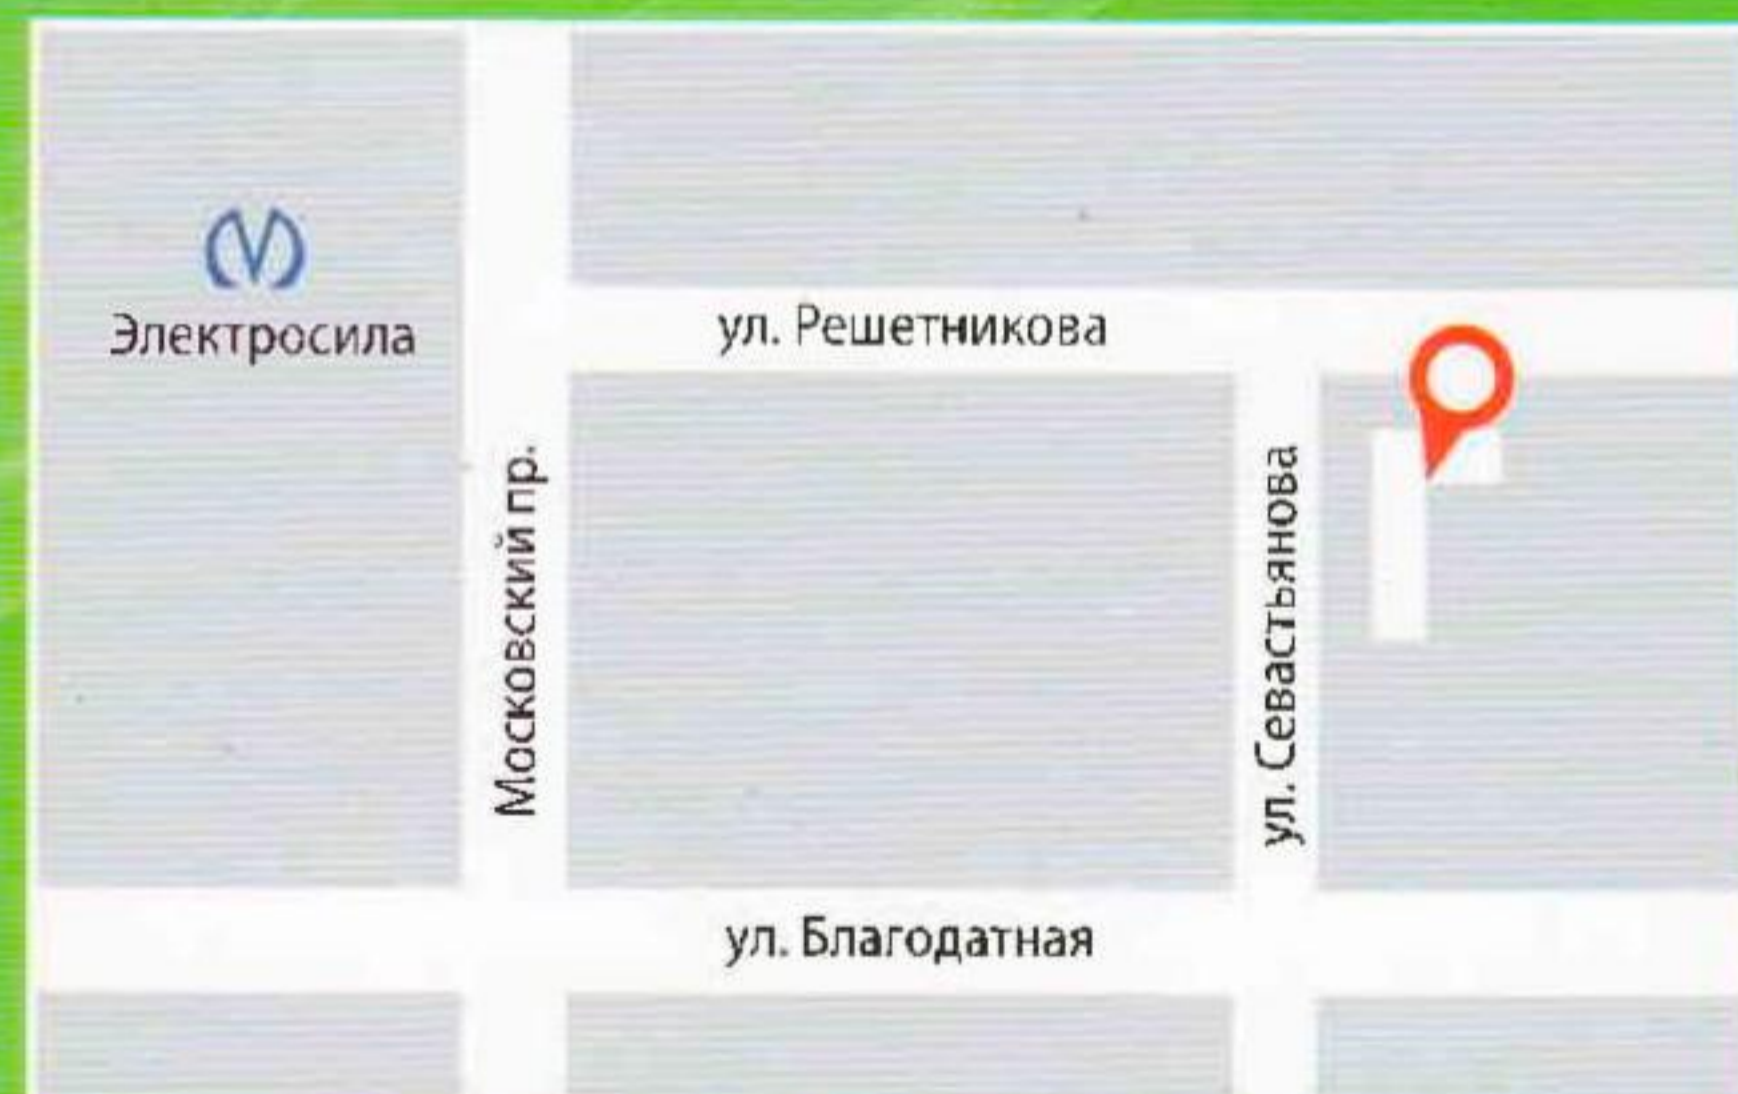 Электросила
ул. Решетникова
Московский пр.
ул. Севастьянова
ул. Благодатная